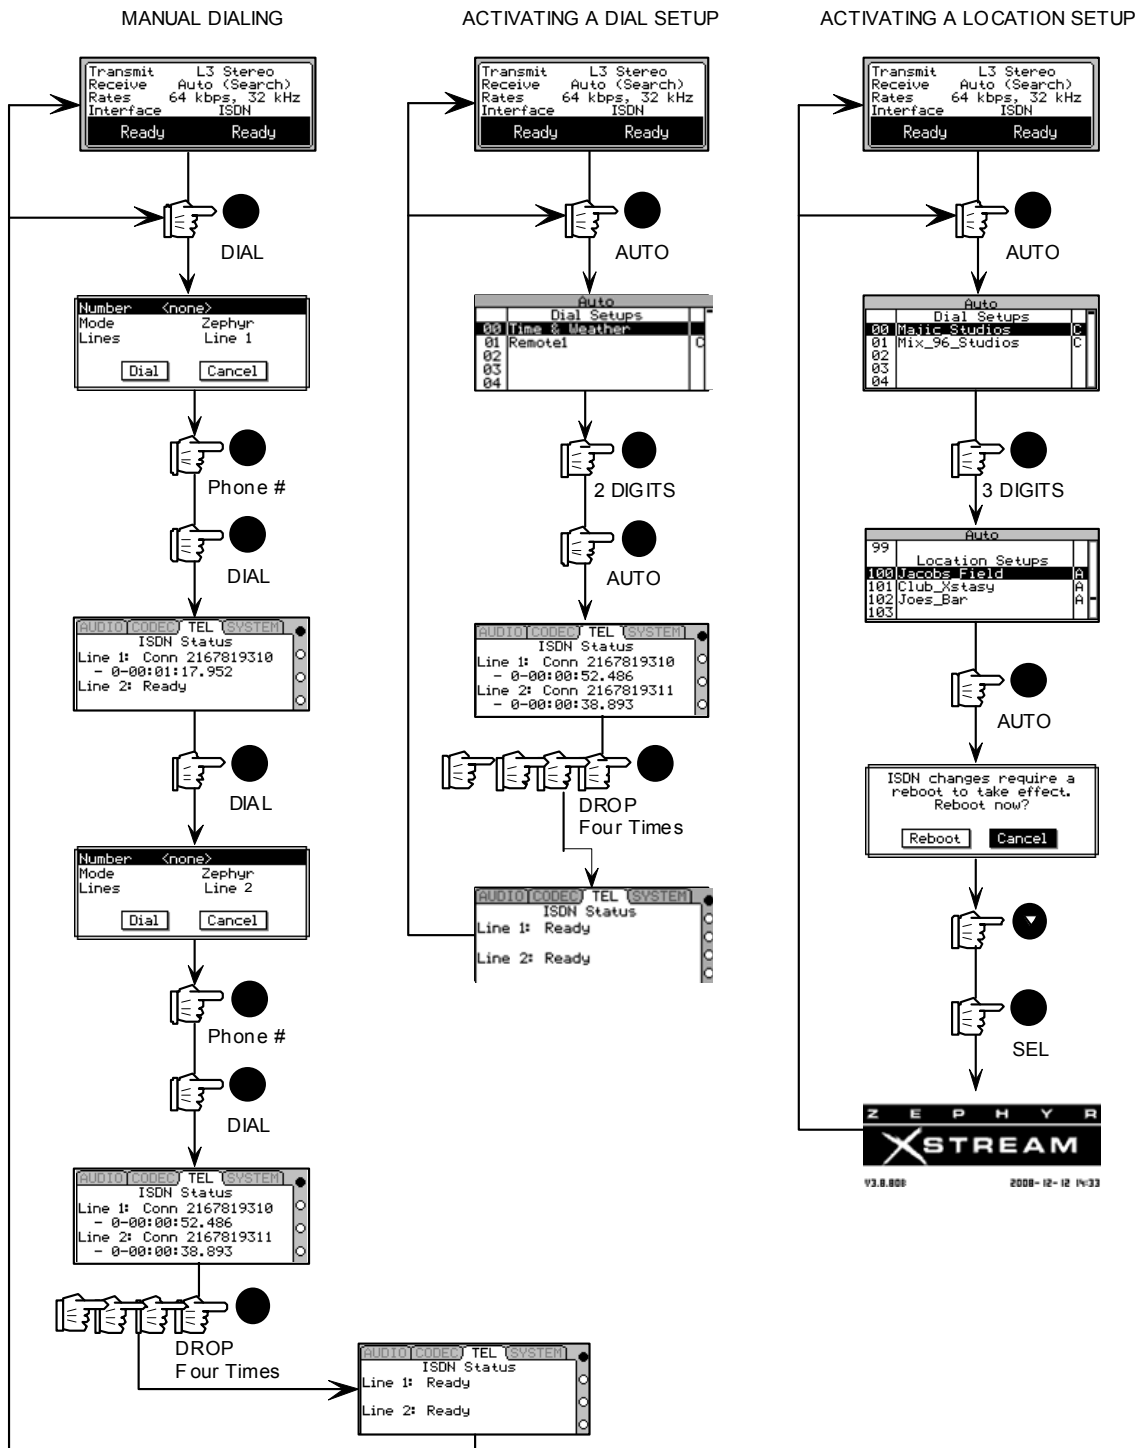 MANUAL DIALING
Transmit L3 Stereo
Receive Auto (Search)
Rates 64 kbps, 32 kHz
Interface ISDN
Ready Ready
DIAL
Number <none>
Mode Zephyr
Lines Line 1
Dial Cancel
Phone #
DIAL
AUDIO CODEC TEL SYSTEM
ISDN Status
Line 1: Conn 2167819310
- 0-00:01:17.952
Line 2: Ready
DIAL
Number <none>
Mode Zephyr
Lines Line 2
Dial Cancel
Phone #
DIAL
AUDIO CODEC TEL SYSTEM
ISDN Status
Line 1: Conn 2167819310
- 0-00:00:52.486
Line 2: Conn 2167819311
- 0-00:00:38.893
DROP
Four Times
AUDIO CODEC TEL SYSTEM
ISDN Status
Line 1: Ready
Line 2: Ready
ACTIVATING A DIAL SETUP
Transmit L3 Stereo
Receive Auto (Search)
Rates 64 kbps, 32 kHz
Interface ISDN
Ready Ready
AUTO
Auto
Dial Setups
00 Time & Weather
01 Remote1 C
02
03
04
2 DIGITS
AUTO
AUDIO CODEC TEL SYSTEM
ISDN Status
Line 1: Conn 2167819310
- 0-00:00:52.486
Line 2: Conn 2167819311
- 0-00:00:38.893
DROP
Four Times
AUDIO CODEC TEL SYSTEM
ISDN Status
Line 1: Ready
Line 2: Ready
ACTIVATING A LOCATION SETUP
Transmit L3 Stereo
Receive Auto (Search)
Rates 64 kbps, 32 kHz
Interface ISDN
Ready Ready
AUTO
Auto
Dial Setups
00 Majic_Studios C
01 Mix_96_Studios C
02
03
04
3 DIGITS
Auto
99
Location Setups
100 Jacobs_Field A
101 Club_Xstasy A
102 Joes_Bar A
103
AUTO
ISDN changes require a
reboot to take effect.
Reboot now?
Reboot Cancel
SEL
ZEPHYR
XSTREAM
V3.8.80B 2008-12-12 14:33